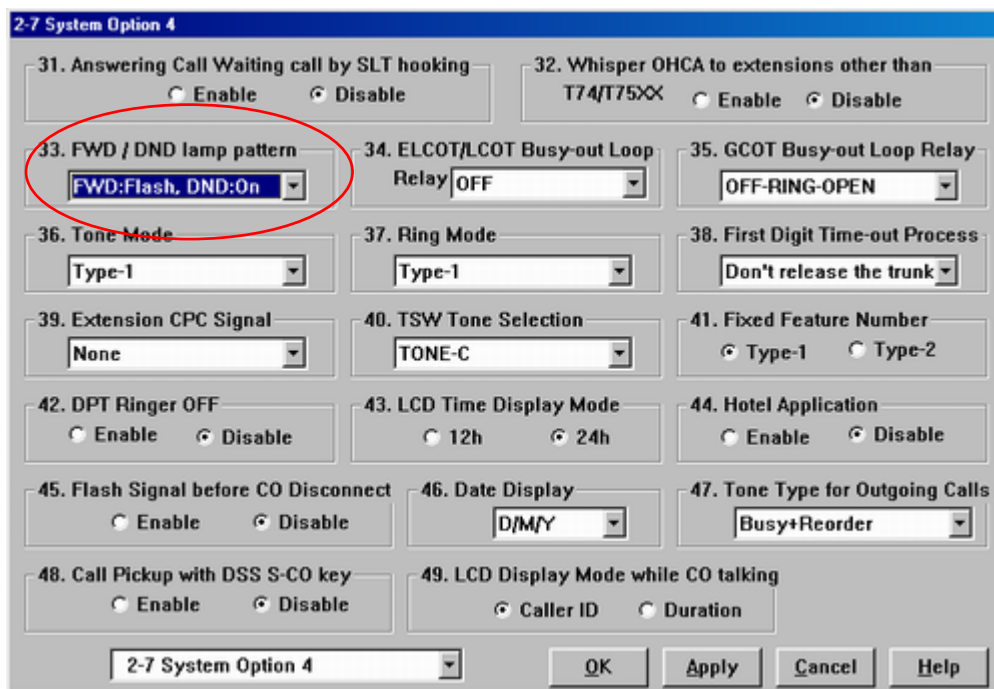 2-7 System Option 4
31. Answering Call Waiting call by SLT hooking
Enable Disable
32. Whisper OHCA to extensions other than
T74/T75XX Enable Disable
33. FWD / DND lamp pattern
FWD:Flash, DND:On
34. ELCOT/LCOT Busy-out Loop
Relay OFF
35. GCOT Busy-out Loop Relay
OFF-RING-OPEN
36. Tone Mode
Type-1
37. Ring Mode
Type-1
38. First Digit Time-out Process
Don't release the trunk
39. Extension CPC Signal
None
40. TSW Tone Selection
TONE-C
41. Fixed Feature Number
Type-1 Type-2
42. DPT Ringer OFF
Enable Disable
43. LCD Time Display Mode
12h 24h
44. Hotel Application
Enable Disable
45. Flash Signal before CO Disconnect
Enable Disable
46. Date Display
D/M/Y
47. Tone Type for Outgoing Calls
Busy+Reorder
48. Call Pickup with DSS S-CO key
Enable Disable
49. LCD Display Mode while CO talking
Caller ID Duration
2-7 System Option 4
OK Apply Cancel Help